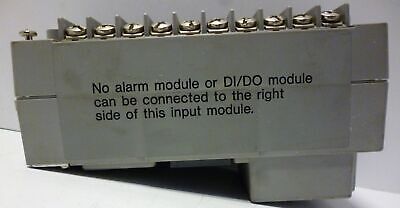 No alarm module or DI/DO module
can be connected to the right
side of this input module.